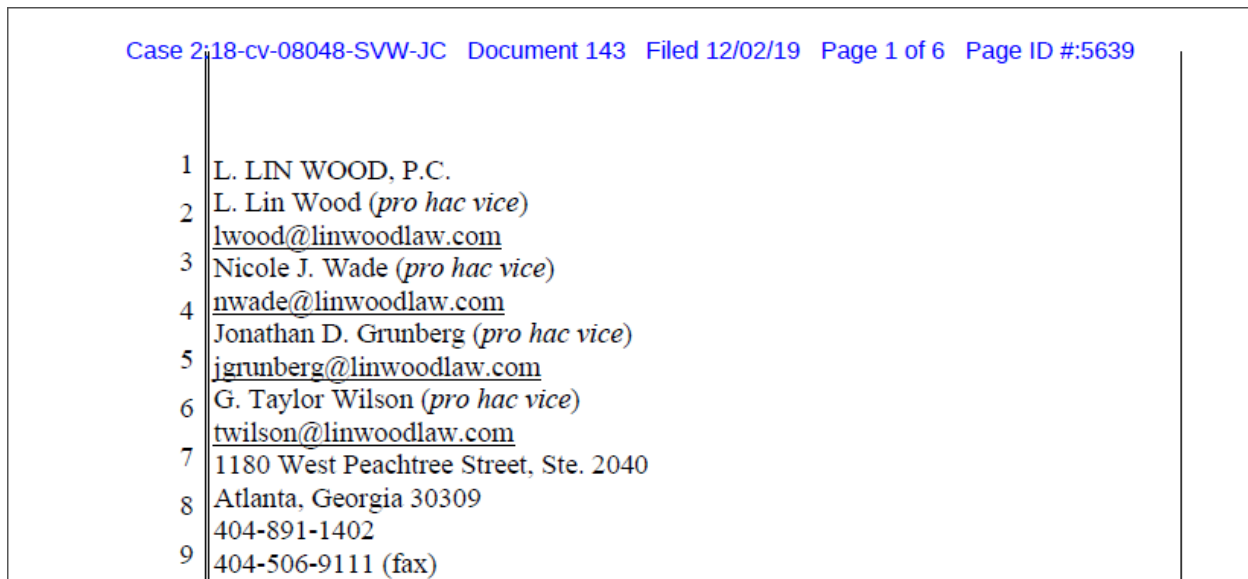 Case 2:18-cv-08048-SVW-JC Document 143 Filed 12/02/19 Page 1 of 6 Page ID #:5639
1 L. LIN WOOD, P.C.
2 L. Lin Wood (pro hac vice)
lwood@linwoodlaw.com
3 Nicole J. Wade (pro hac vice)
4 nwade@linwoodlaw.com
Jonathan D. Grunberg (pro hac vice)
5 jgrunberg@linwoodlaw.com
6 G. Taylor Wilson (pro hac vice)
twilson@linwoodlaw.com
7 1180 West Peachtree Street, Ste. 2040
8 Atlanta, Georgia 30309
404-891-1402
9 404-506-9111 (fax)